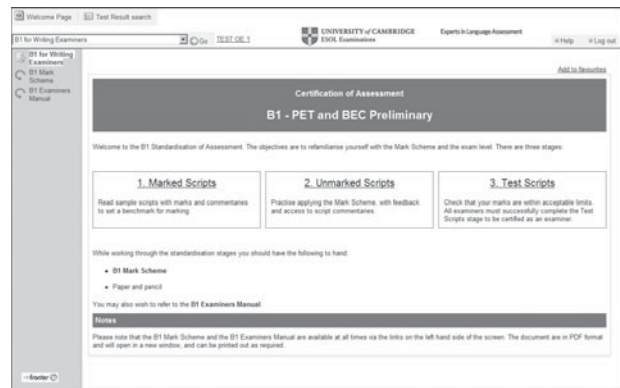 Welcome Page Test Result search
B1 for Writing Examiners Go TEST OE 1 UNIVERSITY of CAMBRIDGE Experts in Language Assessment
ESOL Examinations Help Log out
B1 for Writing
Examiners
B1 Mark
Scheme
B1 Examiners
Manual
Add to favourites
Certification of Assessment
B1 - PET and BEC Preliminary
Welcome to the B1 Standardisation of Assessment. The objectives are to refamiliarise yourself with the Mark Scheme and the exam level. There are three stages:
1. Marked Scripts
Read sample scripts with marks and commentaries
to set a benchmark for marking
2. Unmarked Scripts
Practise applying the Mark Scheme, with feedback
and access to script commentaries.
3. Test Scripts
Check that your marks are within acceptable limits.
All examiners must successfully complete the Test
Scripts stage to be certified as an examiner.
While working through the standardisation stages you should have the following to hand:
• B1 Mark Scheme
• Paper and pencil
You may also wish to refer to the B1 Examiners Manual.
Notes
Please note that the B1 Mark Scheme and the B1 Examiners Manual are available at all times via the links on the left hand side of the screen. The document are in PDF format
and will open in a new window, and can be printed out as required.
fronter